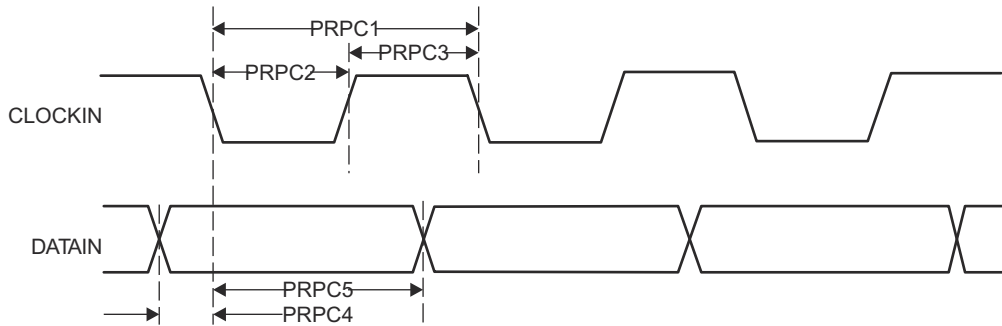 PRPC1
PRPC3
PRPC2
CLOCKIN
DATAIN
PRPC5
PRPC4